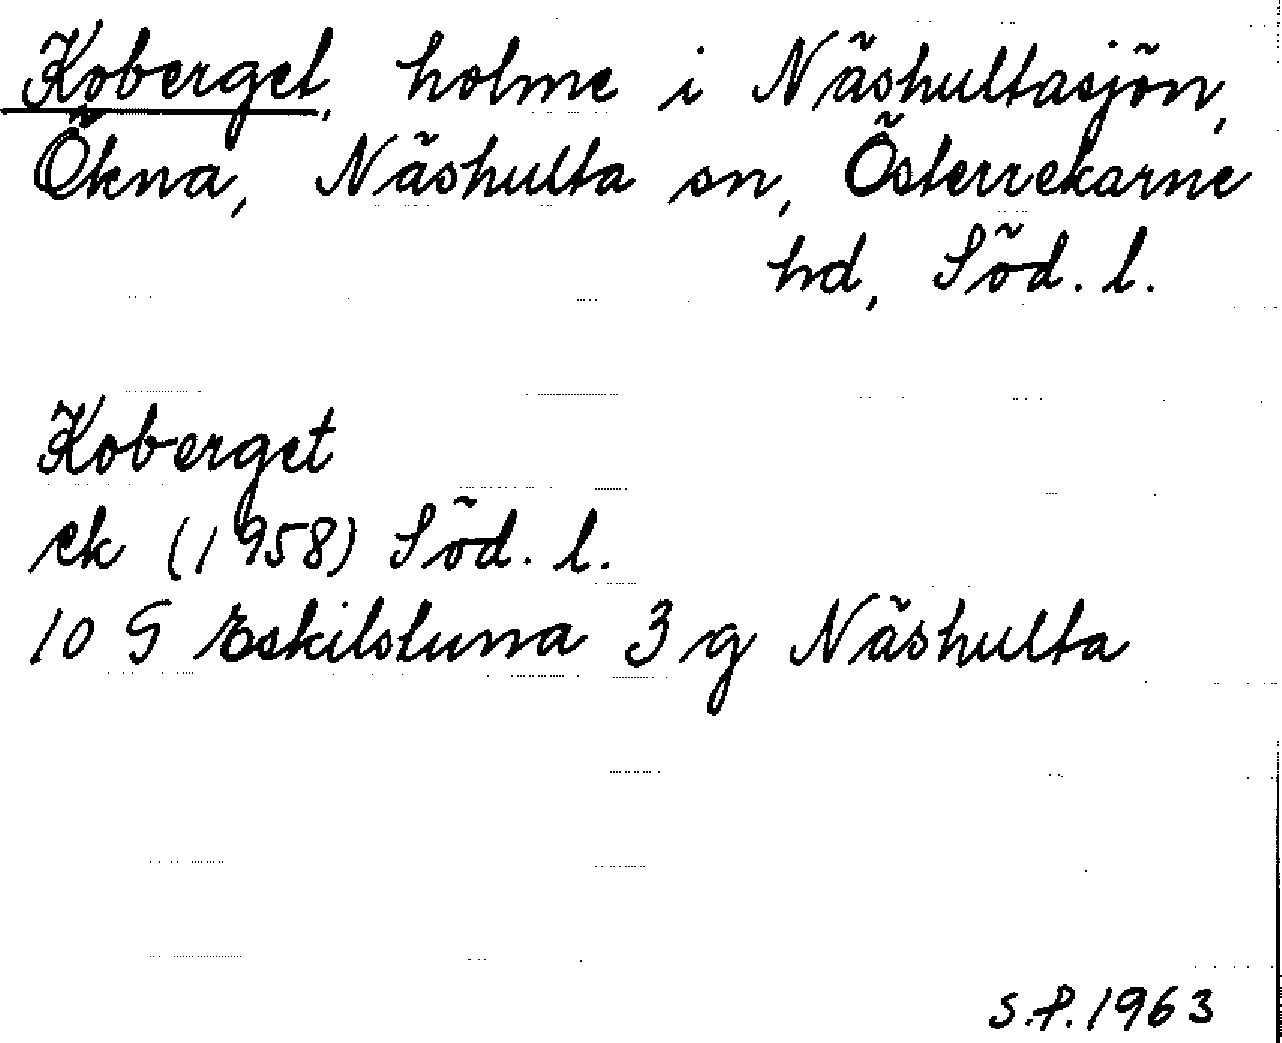 Koberget, holme i Näshultasjön,
Ökna, Näshulta sn, Österrekarne
hd, Söd. l.
Koberget
ek (1958) Söd. l.
10 G Eskilstuna 3 g Näshulta
S.P. 1963